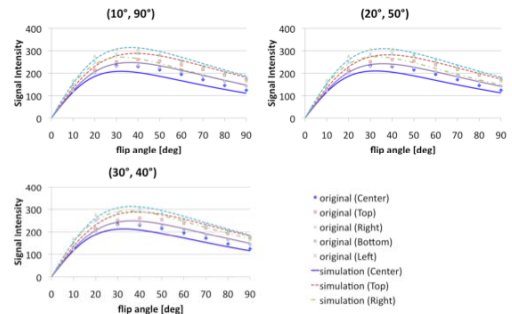 (10°, 90°)
400
300
200
100
0
Signal Intensity
0 10 20 30 40 50 60 70 80 90
flip angle [deg]
(20°, 50°)
400
300
200
100
0
Signal Intensity
0 10 20 30 40 50 60 70 80 90
flip angle [deg]
(30°, 40°)
400
300
200
100
0
Signal Intensity
0 10 20 30 40 50 60 70 80 90
flip angle [deg]
original (Center)
original (Top)
original (Right)
original (Bottom)
original (Left)
simulation (Center)
simulation (Top)
simulation (Right)